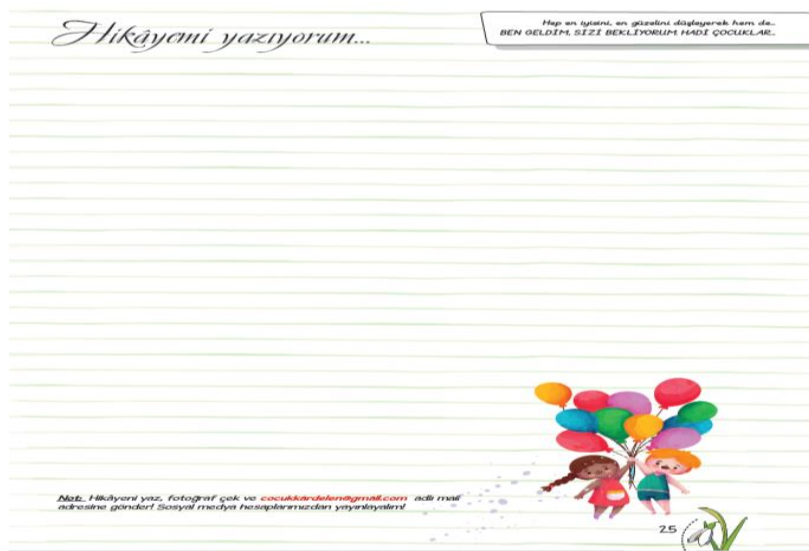 Hikâyemi yazıyorum...
Hep en iyisini, en güzelini düşleyerek hem de...
BEN GELDİM, SİZİ BEKLİYORUM. HADİ ÇOCUKLAR...
Not: Hikâyeni yaz, fotoğraf çek ve cocukkardelen@gmail.com adlı mail
adresine gönder! Sosyal medya hesaplarımızdan yayınlayalım!
25